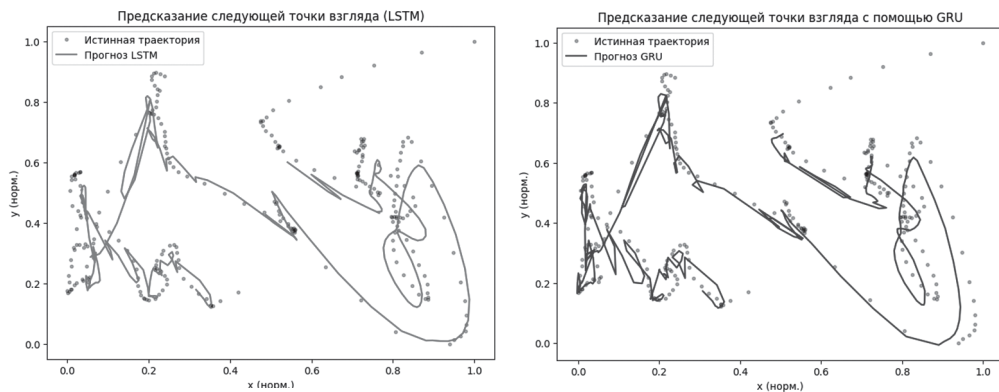 Предсказание следующей точки взгляда (LSTM)
Истинная траектория
Прогноз LSTM
y (норм.)
1.0
0.8
0.6
0.4
0.2
0.0
0.0 0.2 0.4 0.6 0.8 1.0
x (норм.)
Предсказание следующей точки взгляда с помощью GRU
Истинная траектория
Прогноз GRU
y (норм.)
1.0
0.8
0.6
0.4
0.2
0.0
0.0 0.2 0.4 0.6 0.8 1.0
x (норм.)